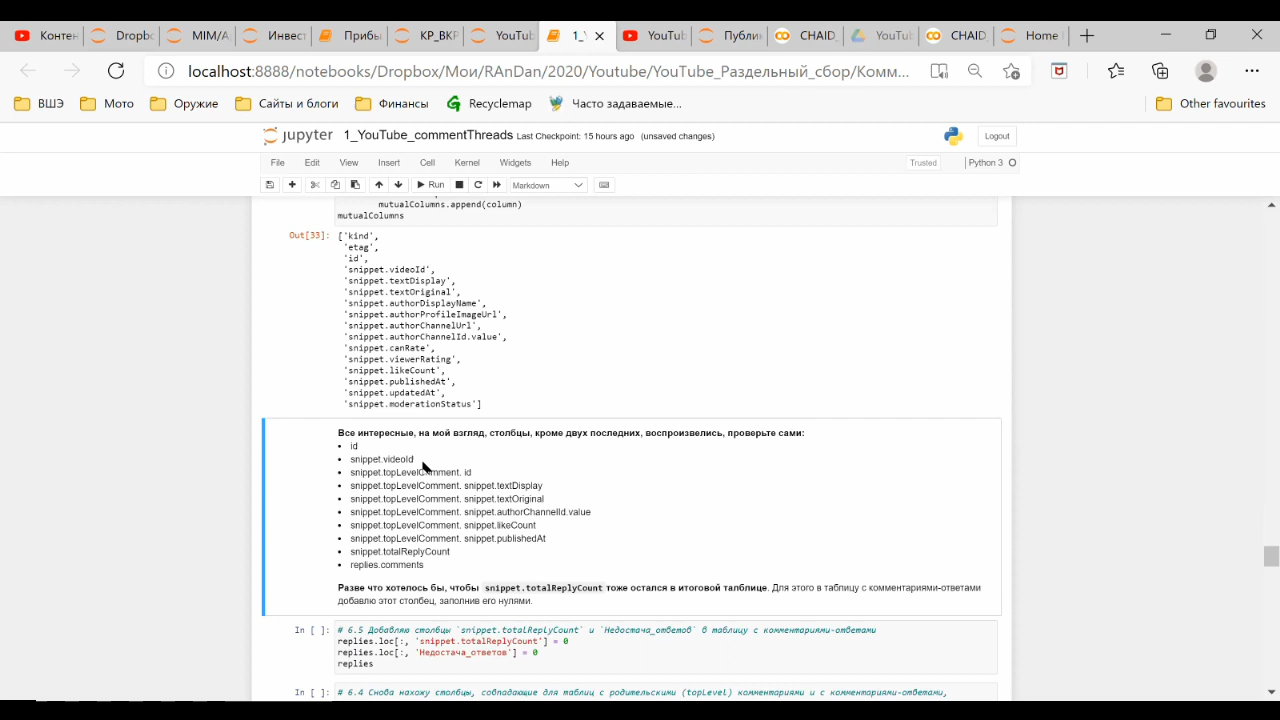 Контен
Dropbo
MIM/A
Инвест
Прибы
КР_ВКР
YouTub
1_Y
YouTub
Публик
CHAID_
YouTub
CHAID_
Home
localhost:8888/notebooks/Dropbox/Мои/RAnDan/2020/Youtube/YouTube_Раздельный_сбор/Комм...
ВШЭ
Мото
Оружие
Сайты и блоги
Финансы
Recyclemap
Часто задаваемые...
Other favourites
jupyter 1_YouTube_commentThreads Last Checkpoint: 15 hours ago (unsaved changes)
Logout
File Edit View Insert Cell Kernel Widgets Help
Trusted
Python 3
Run
Markdown
mutualColumns.append(column)
mutualColumns
Out[33]: ['kind',
'etag',
'id',
'snippet.videoId',
'snippet.textDisplay',
'snippet.textOriginal',
'snippet.authorDisplayName',
'snippet.authorProfileImageUrl',
'snippet.authorChannelUrl',
'snippet.authorChannelId.value',
'snippet.canRate',
'snippet.viewerRating',
'snippet.likeCount',
'snippet.publishedAt',
'snippet.updatedAt',
'snippet.moderationStatus']
Все интересные, на мой взгляд, столбцы, кроме двух последних, воспроизвелись, проверьте сами:
• id
• snippet.videoId
• snippet.topLevelComment. id
• snippet.topLevelComment. snippet.textDisplay
• snippet.topLevelComment. snippet.textOriginal
• snippet.topLevelComment. snippet.authorChannelId.value
• snippet.topLevelComment. snippet.likeCount
• snippet.topLevelComment. snippet.publishedAt
• snippet.totalReplyCount
• replies.comments
Разве что хотелось бы, чтобы snippet.totalReplyCount тоже остался в итоговой талблице. Для этого в таблицу с комментариями-ответами
добавлю этот столбец, заполнив его нулями.
In [ ]: # 6.5 Добавляю столбцы `snippet.totalReplyCount` и `Недостача_ответов` в таблицу с комментариями-ответами
replies.loc[:, 'snippet.totalReplyCount'] = 0
replies.loc[:, 'Недостача_ответов'] = 0
replies
In [ ]: # 6.4 Снова нахожу столбцы, совпадающие для таблиц с родительскими (topLevel) комментариями и с комментариями-ответами,